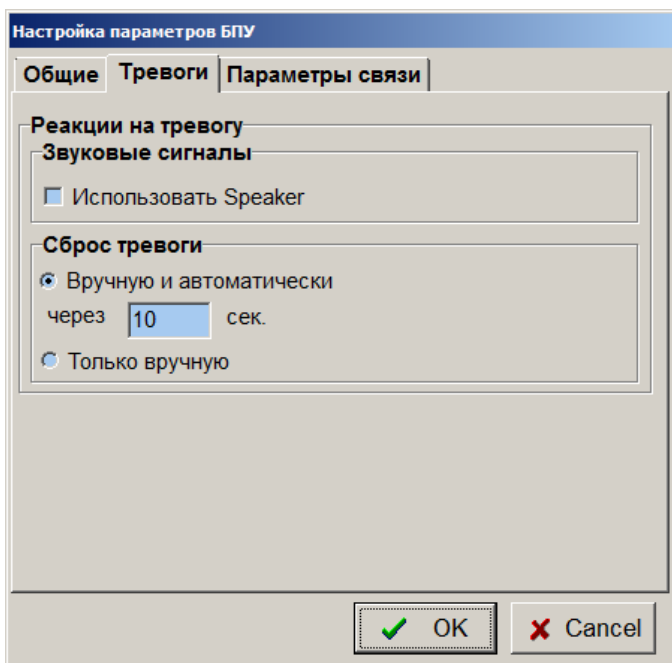 Настройка параметров БПУ
Общие Тревоги Параметры связи
Реакции на тревогу
Звуковые сигналы
Использовать Speaker
Сброс тревоги
Вручную и автоматически
через 10 сек.
Только вручную
OK Cancel